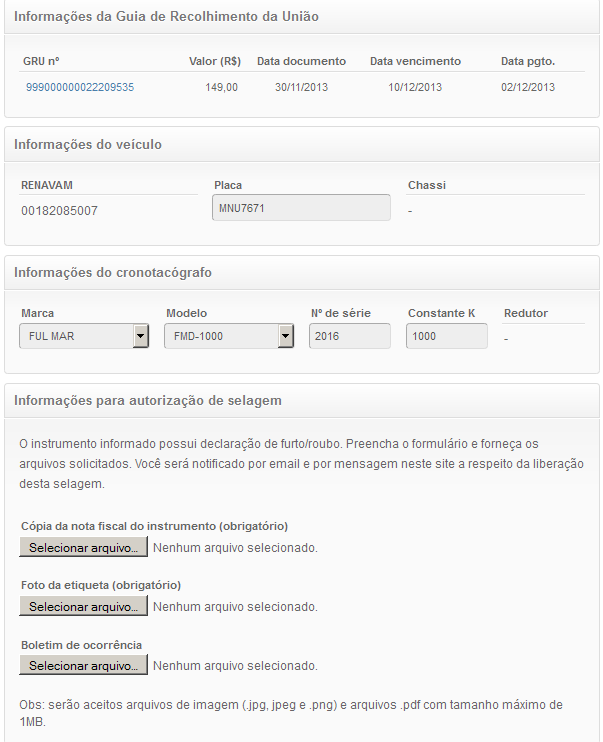 Informações da Guia de Recolhimento da União
GRU nº Valor (R$) Data documento Data vencimento Data pgto.
999000000022209535 149,00 30/11/2013 10/12/2013 02/12/2013
Informações do veículo
RENAVAM Placa Chassi
00182085007 MNU7671 -
Informações do cronotacógrafo
Marca Modelo Nº de série Constante K Redutor
FUL MAR FMD-1000 2016 1000 -
Informações para autorização de selagem
O instrumento informado possui declaração de furto/roubo. Preencha o formulário e forneça os
arquivos solicitados. Você será notificado por email e por mensagem neste site a respeito da liberação
desta selagem.
Cópia da nota fiscal do instrumento (obrigatório)
Selecionar arquivo... Nenhum arquivo selecionado.
Foto da etiqueta (obrigatório)
Selecionar arquivo... Nenhum arquivo selecionado.
Boletim de ocorrência
Selecionar arquivo... Nenhum arquivo selecionado.
Obs: serão aceitos arquivos de imagem (.jpg, jpeg e .png) e arquivos .pdf com tamanho máximo de
1MB.